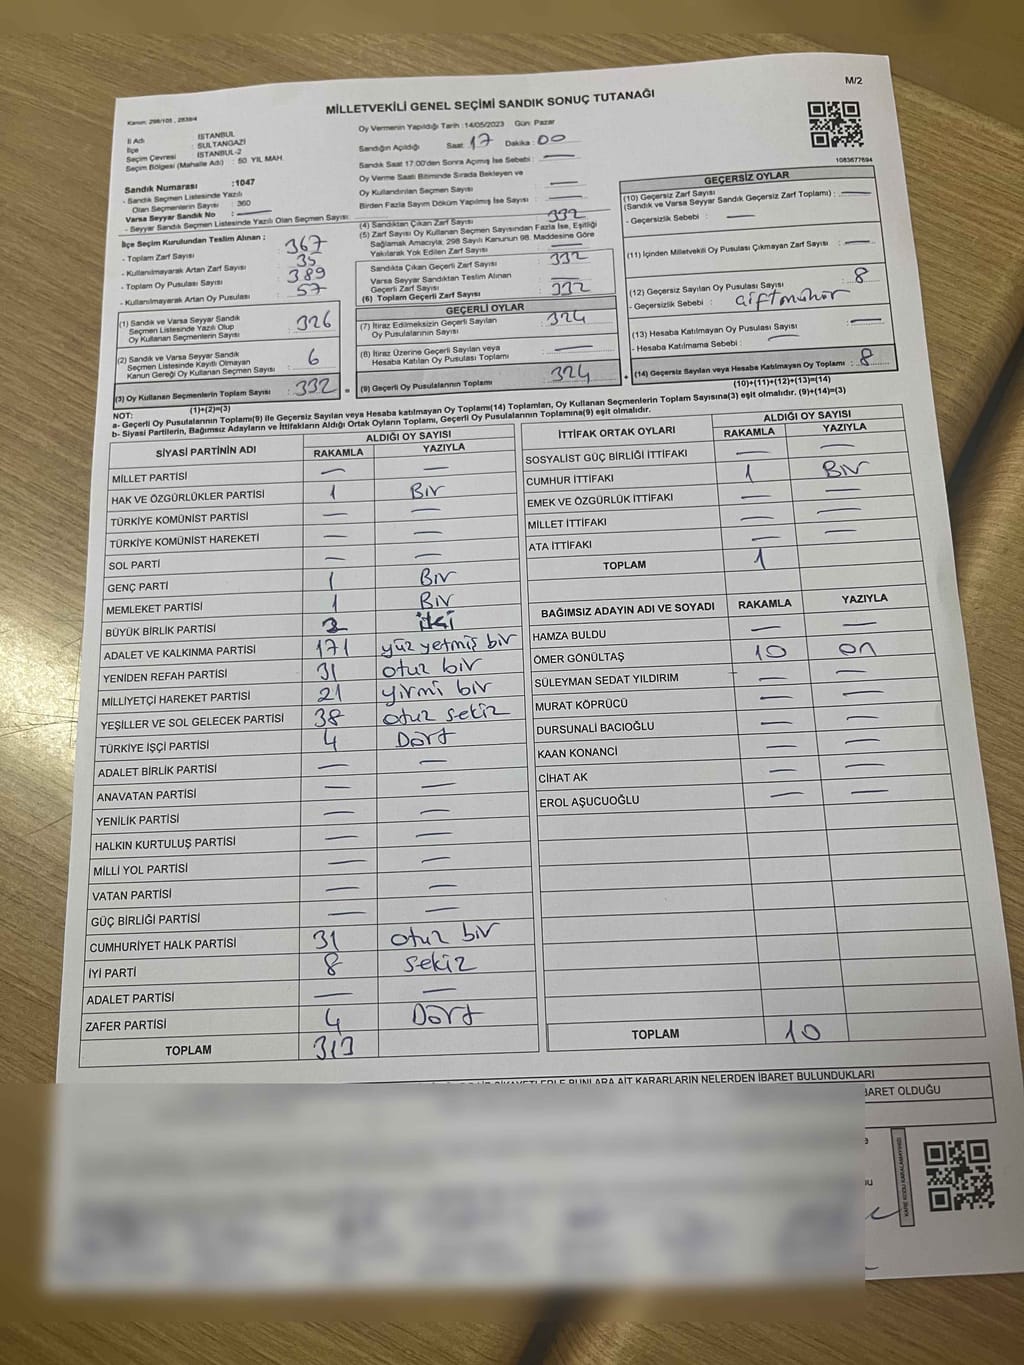 M/2
MİLLETVEKİLİ GENEL SEÇİMİ SANDIK SONUÇ TUTANAĞI
Kanun: 298/105 , 2839/4
İl Adı : İSTANBUL
İlçe : SULTANGAZİ
Seçim Çevresi : İSTANBUL-2
Seçim Bölgesi (Mahalle Adı) : 50. YIL MAH.
Sandık Numarası :1047
- Sandık Seçmen Listesinde Yazılı
Olan Seçmenlerin Sayısı : 360
Varsa Seyyar Sandık No : —
- Seyyar Sandık Seçmen Listesinde Yazılı Olan Seçmen Sayısı:
İlçe Seçim Kurulundan Teslim Alınan ;
- Toplam Zarf Sayısı : 367
- Kullanılmayarak Artan Zarf Sayısı : 35
- Toplam Oy Pusulası Sayısı : 389
- Kullanılmayarak Artan Oy Pusulası : 57
(1) Sandık ve Varsa Seyyar Sandık
Seçmen Listesinde Yazılı Olup
Oy Kullanan Seçmenlerin Sayısı : 326
(2) Sandık ve Varsa Seyyar Sandık
Seçmen Listesinde Kayıtlı Olmayan
Kanun Gereği Oy Kullanan Seçmen Sayısı : 6
(3) Oy Kullanan Seçmenlerin Toplam Sayısı : 332
(1)+(2)=(3)
Oy Vermenin Yapıldığı Tarih :14/05/2023 Gün: Pazar
Sandığın Açıldığı Saat: 17 Dakika: 00
Sandık Saat 17.00'den Sonra Açılmış İse Sebebi : —
Oy Verme Saati Bitiminde Sırada Bekleyen ve
Oy Kullandırılan Seçmen Sayısı : —
Birden Fazla Sayım Döküm Yapılmış İse Sayısı : —
(4) Sandıktan Çıkan Zarf Sayısı : 332
(5) Zarf Sayısı Oy Kullanan Seçmen Sayısından Fazla İse, Eşitliği
Sağlamak Amacıyla, 298 Sayılı Kanunun 98. Maddesine Göre
Yakılarak Yok Edilen Zarf Sayısı : —
Sandıkta Çıkan Geçerli Zarf Sayısı : 332
Varsa Seyyar Sandıktan Teslim Alınan
Geçerli Zarf Sayısı : —
(6) Toplam Geçerli Zarf Sayısı : 332
GEÇERLİ OYLAR
(7) İtiraz Edilmeksizin Geçerli Sayılan
Oy Pusulalarının Sayısı : 324
(8) İtiraz Üzerine Geçerli Sayılan veya
Hesaba Katılan Oy Pusulası Toplamı : —
= (9) Geçerli Oy Pusulalarının Toplamı : 324
1083677694
GEÇERSİZ OYLAR
(10) Geçersiz Zarf Sayısı
(Sandık ve Varsa Seyyar Sandık Geçersiz Zarf Toplamı) : —
- Geçersizlik Sebebi : —
(11) İçinden Milletvekili Oy Pusulası Çıkmayan Zarf Sayısı : —
(12) Geçersiz Sayılan Oy Pusulası Sayısı : 8
- Geçersizlik Sebebi : çiftmühür
(13) Hesaba Katılmayan Oy Pusulası Sayısı : —
- Hesaba Katılmama Sebebi : —
+ (14) Geçersiz Sayılan veya Hesaba Katılmayan Oy Toplamı : 8
(10)+(11)+(12)+(13)=(14)
NOT:
a- Geçerli Oy Pusulalarının Toplamı(9) ile Geçersiz Sayılan veya Hesaba katılmayan Oy Toplamı(14) Toplamları, Oy Kullanan Seçmenlerin Toplam Sayısına(3) eşit olmalıdır. (9)+(14)=(3)
b- Siyasi Partilerin, Bağımsız Adayların ve İttifakların Aldığı Ortak Oyların Toplamı, Geçerli Oy Pusulalarının Toplamına(9) eşit olmalıdır.
SİYASİ PARTİNİN ADI ALDIĞI OY SAYISI
RAKAMLA YAZIYLA
MİLLET PARTİSİ — —
HAK VE ÖZGÜRLÜKLER PARTİSİ 1 Bir
TÜRKİYE KOMÜNİST PARTİSİ — —
TÜRKİYE KOMÜNİST HAREKETİ — —
SOL PARTİ — —
GENÇ PARTİ 1 Bir
MEMLEKET PARTİSİ 1 Bir
BÜYÜK BİRLİK PARTİSİ 2 iki
ADALET VE KALKINMA PARTİSİ 171 yüz yetmiş bir
YENİDEN REFAH PARTİSİ 31 otuz bir
MİLLİYETÇİ HAREKET PARTİSİ 21 yirmi bir
YEŞİLLER VE SOL GELECEK PARTİSİ 38 otuz sekiz
TÜRKİYE İŞÇİ PARTİSİ 4 Dört
ADALET BİRLİK PARTİSİ — —
ANAVATAN PARTİSİ — —
YENİLİK PARTİSİ — —
HALKIN KURTULUŞ PARTİSİ — —
MİLLİ YOL PARTİSİ — —
VATAN PARTİSİ — —
GÜÇ BİRLİĞİ PARTİSİ — —
CUMHURİYET HALK PARTİSİ 31 otuz bir
İYİ PARTİ 8 sekiz
ADALET PARTİSİ — —
ZAFER PARTİSİ 4 Dört
TOPLAM 313
İTTİFAK ORTAK OYLARI ALDIĞI OY SAYISI
RAKAMLA YAZIYLA
SOSYALİST GÜÇ BİRLİĞİ İTTİFAKI — —
CUMHUR İTTİFAKI 1 Bir
EMEK VE ÖZGÜRLÜK İTTİFAKI — —
MİLLET İTTİFAKI — —
ATA İTTİFAKI — —
TOPLAM 1
BAĞIMSIZ ADAYIN ADI VE SOYADI RAKAMLA YAZIYLA
HAMZA BULDU — —
ÖMER GÖNÜLTAŞ 10 on
SÜLEYMAN SEDAT YILDIRIM — —
MURAT KÖPRÜCÜ — —
DURSUNALİ BACIOĞLU — —
KAAN KONANCİ — —
CİHAT AK — —
EROL AŞUCUOĞLU — —
TOPLAM 10
BUNLARA AİT KARARLARIN NELERDEN İBARET BULUNDUKLARI
İBARET OLDUĞU
KARE KODU KARALAMAYINIZ!